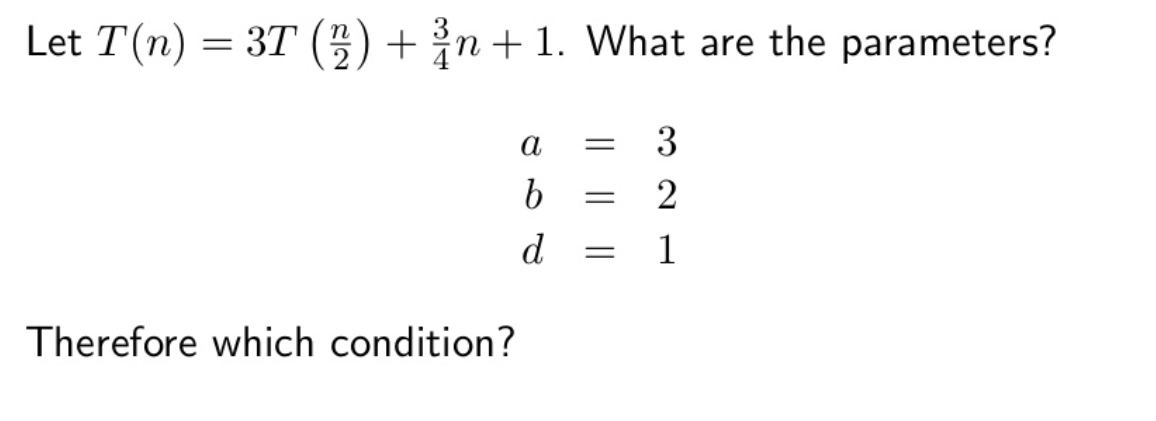 Let T(n) = 3T (n/2) + 3/4 n + 1. What are the parameters?
a = 3
b = 2
d = 1
Therefore which condition?